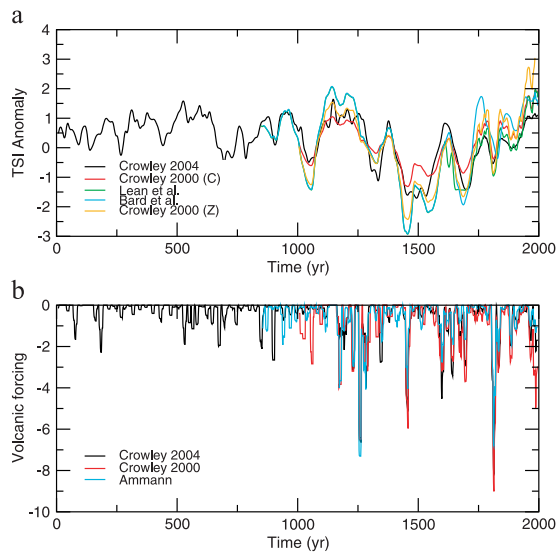 a
4
3
2
1
0
-1
-2
-3
TSI Anomaly
Crowley 2004
Crowley 2000 (C)
Lean et al.
Bard et al.
Crowley 2000 (Z)
0 500 1000 1500 2000
Time (yr)
b
0
-2
-4
-6
-8
-10
Volcanic forcing
Crowley 2004
Crowley 2000
Ammann
0 500 1000 1500 2000
Time (yr)